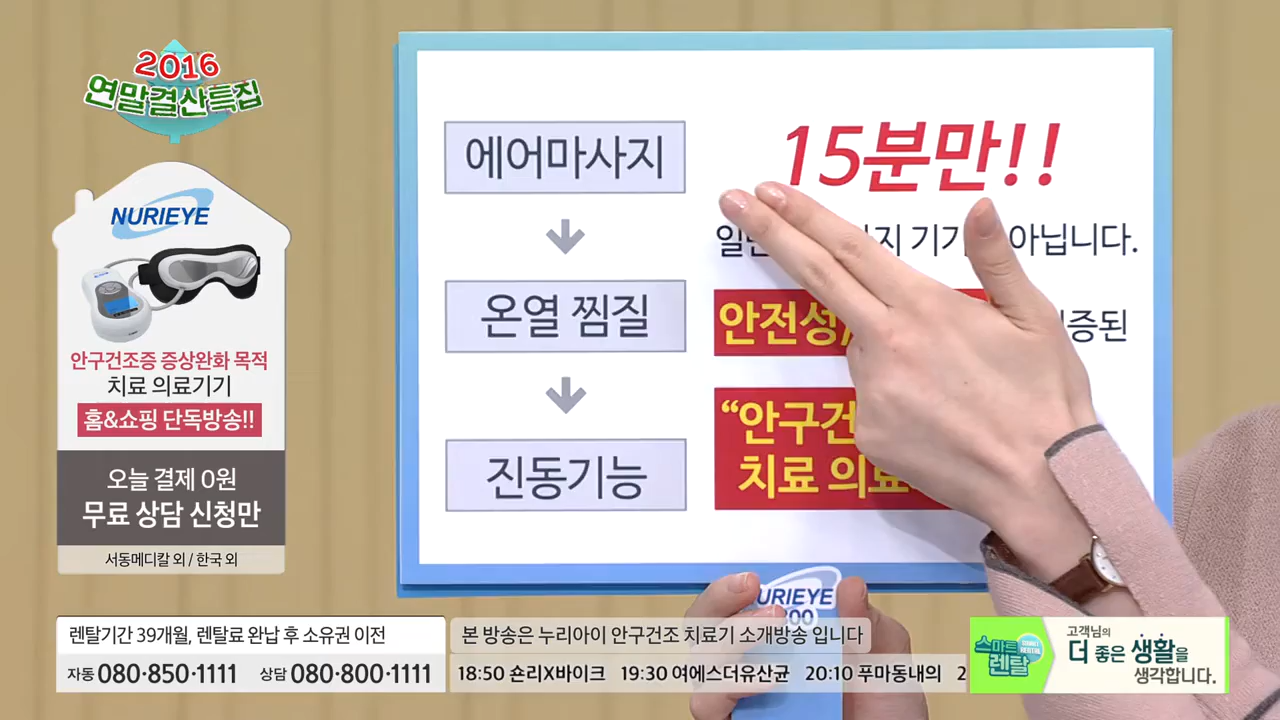 2016
연말결산특집
NURIEYE
안구건조증 증상완화 목적
치료 의료기기
홈&쇼핑 단독방송!!
오늘 결제 0원
무료 상담 신청만
서동메디칼 외 / 한국 외
에어마사지
온열 찜질
진동기능
15분만!!
기기 아닙니다.
안전성
“안구건
치료 의료
URIEYE
렌탈기간 39개월, 렌탈료 완납 후 소유권 이전
자동 080·850·1111 상담 080·800·1111
본 방송은 누리아이 안구건조 치료기 소개방송 입니다
18:50 숀리X바이크 19:30 여에스더유산균 20:10 푸마동내의 2
스마트
렌탈
고객님의
더 좋은 생활을
생각합니다.